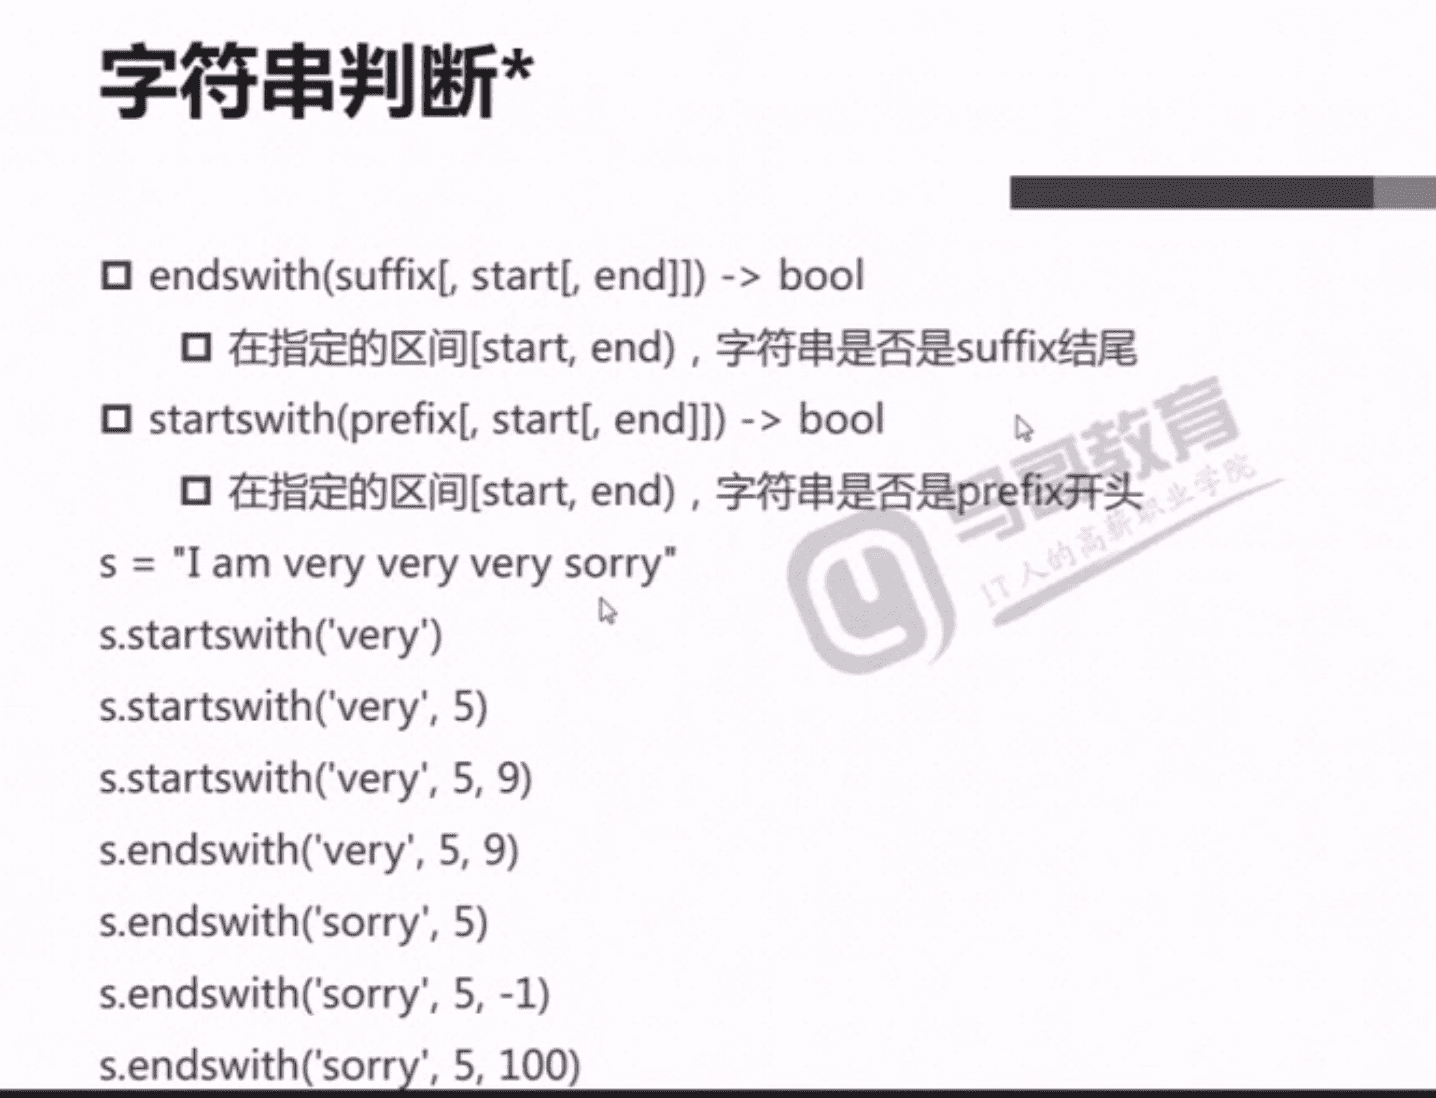 字符串判断*
endswith(suffix[, start[, end]]) -> bool
在指定的区间[start, end)，字符串是否是suffix结尾
startswith(prefix[, start[, end]]) -> bool
在指定的区间[start, end)，字符串是否是prefix开头
马哥教育
IT人的高薪职业学院
s = "I am very very very sorry"
s.startswith('very')
s.startswith('very', 5)
s.startswith('very', 5, 9)
s.endswith('very', 5, 9)
s.endswith('sorry', 5)
s.endswith('sorry', 5, -1)
s.endswith('sorry', 5, 100)